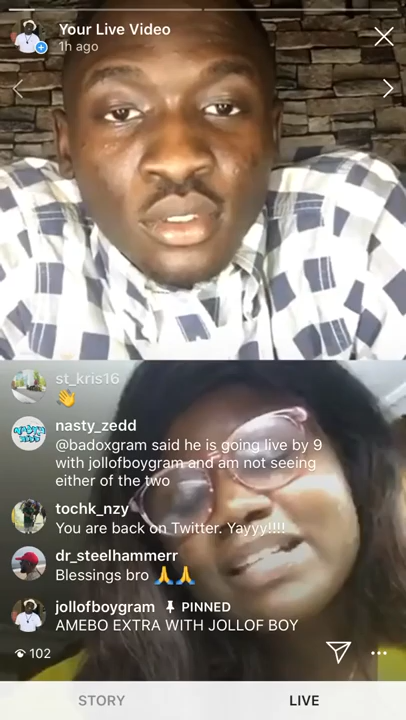 Your Live Video
1h ago
st_kris16
👋
nasty_zedd
@badoxgram said he is going live by 9
with jollofboygram and am not seeing
either of the two
tochk_nzy
You are back on Twitter. Yayyy!!!!
dr_steelhammerr
Blessings bro 🙏🙏
jollofboygram 📌 PINNED
AMEBO EXTRA WITH JOLLOF BOY
102
STORY LIVE